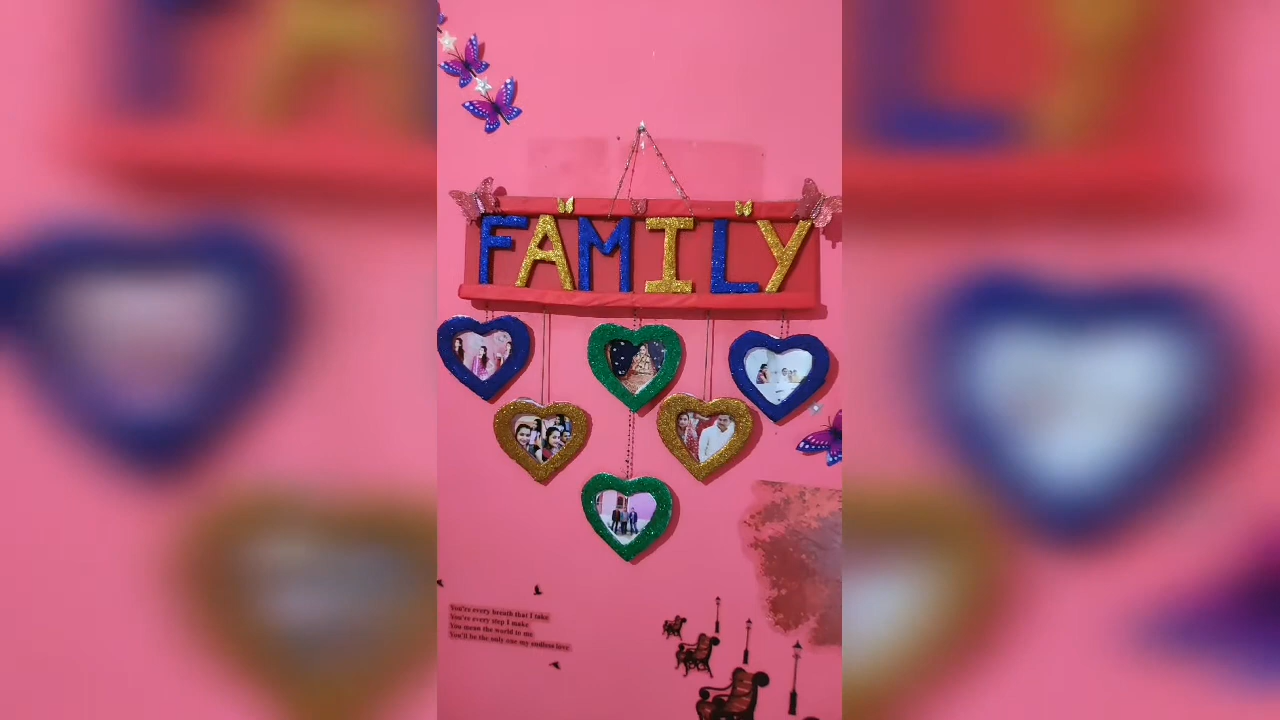 FAMILY
You're every breath that I take
You're every step I make
You mean the world to me
You'll be the only one my endless love